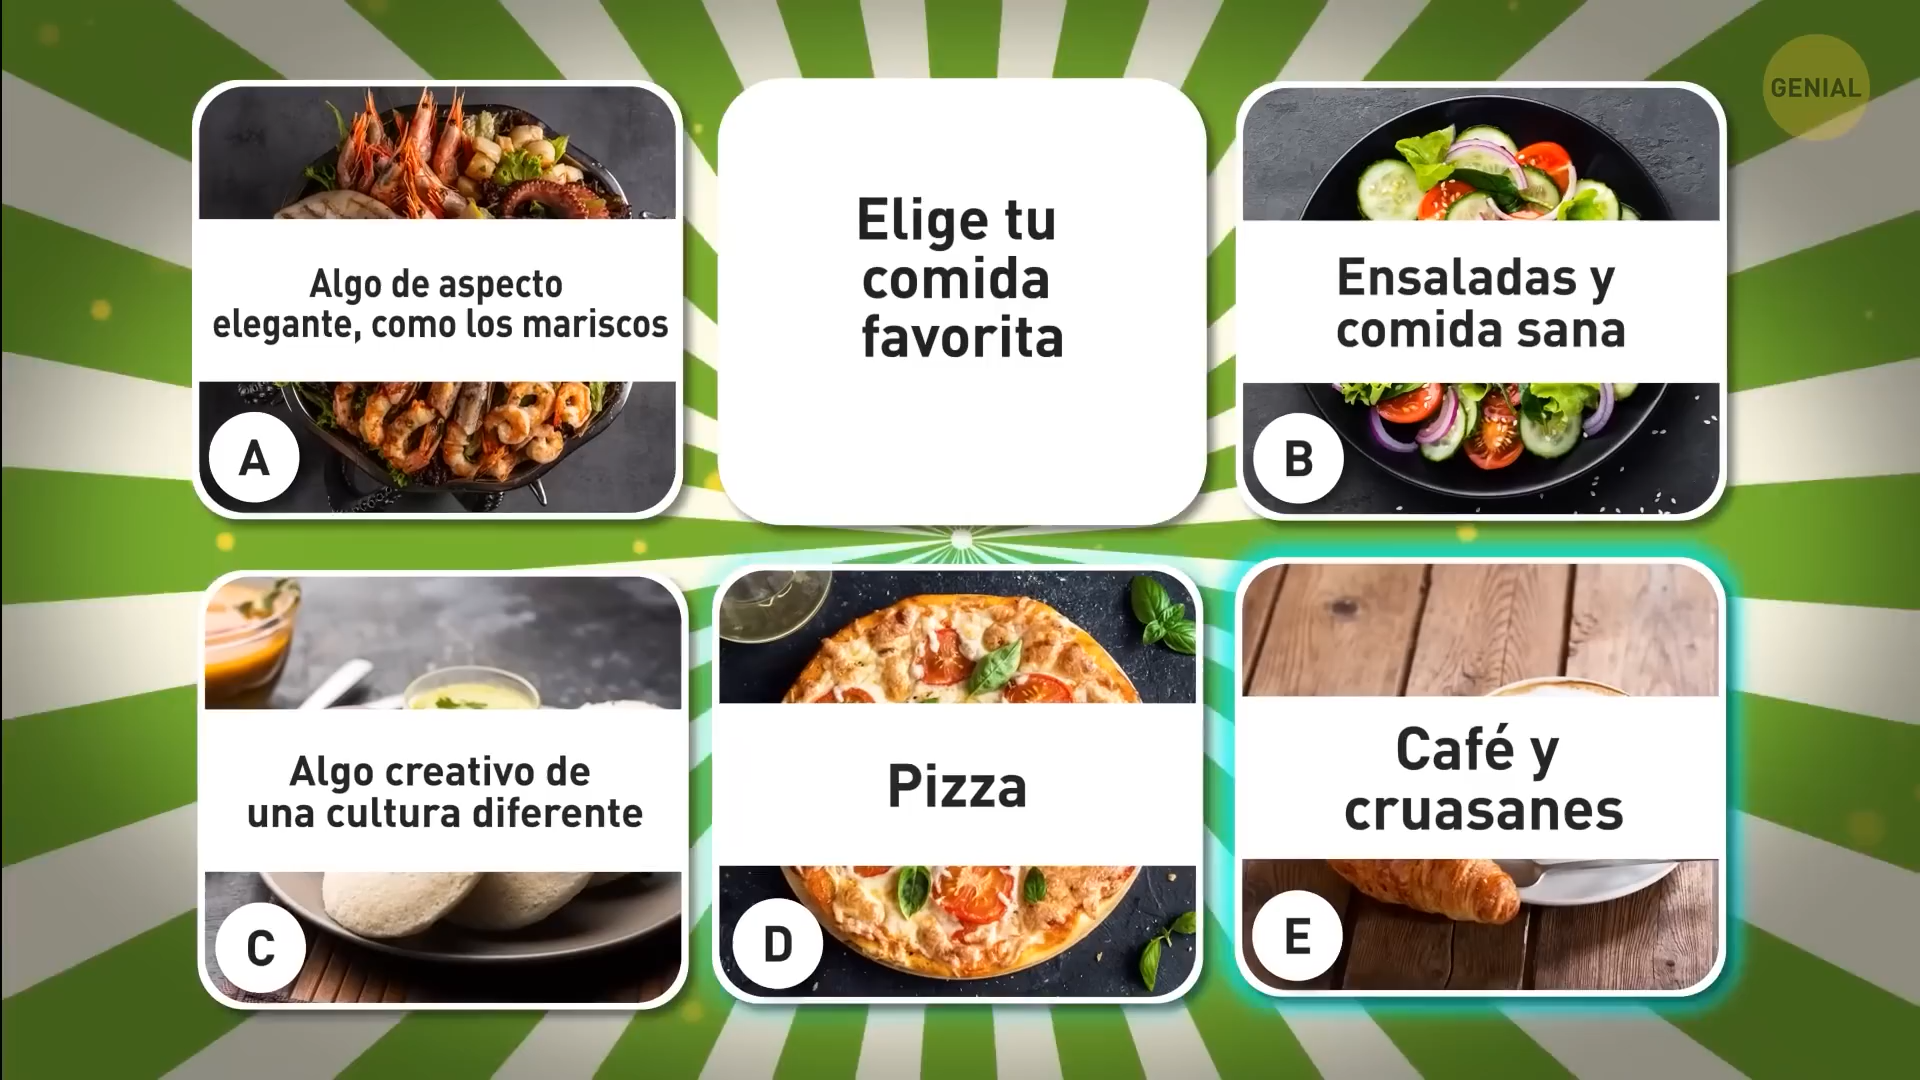 GENIAL
Algo de aspecto
elegante, como los mariscos
A
Elige tu
comida
favorita
Ensaladas y
comida sana
B
Algo creativo de
una cultura diferente
C
Pizza
D
Café y
cruasanes
E